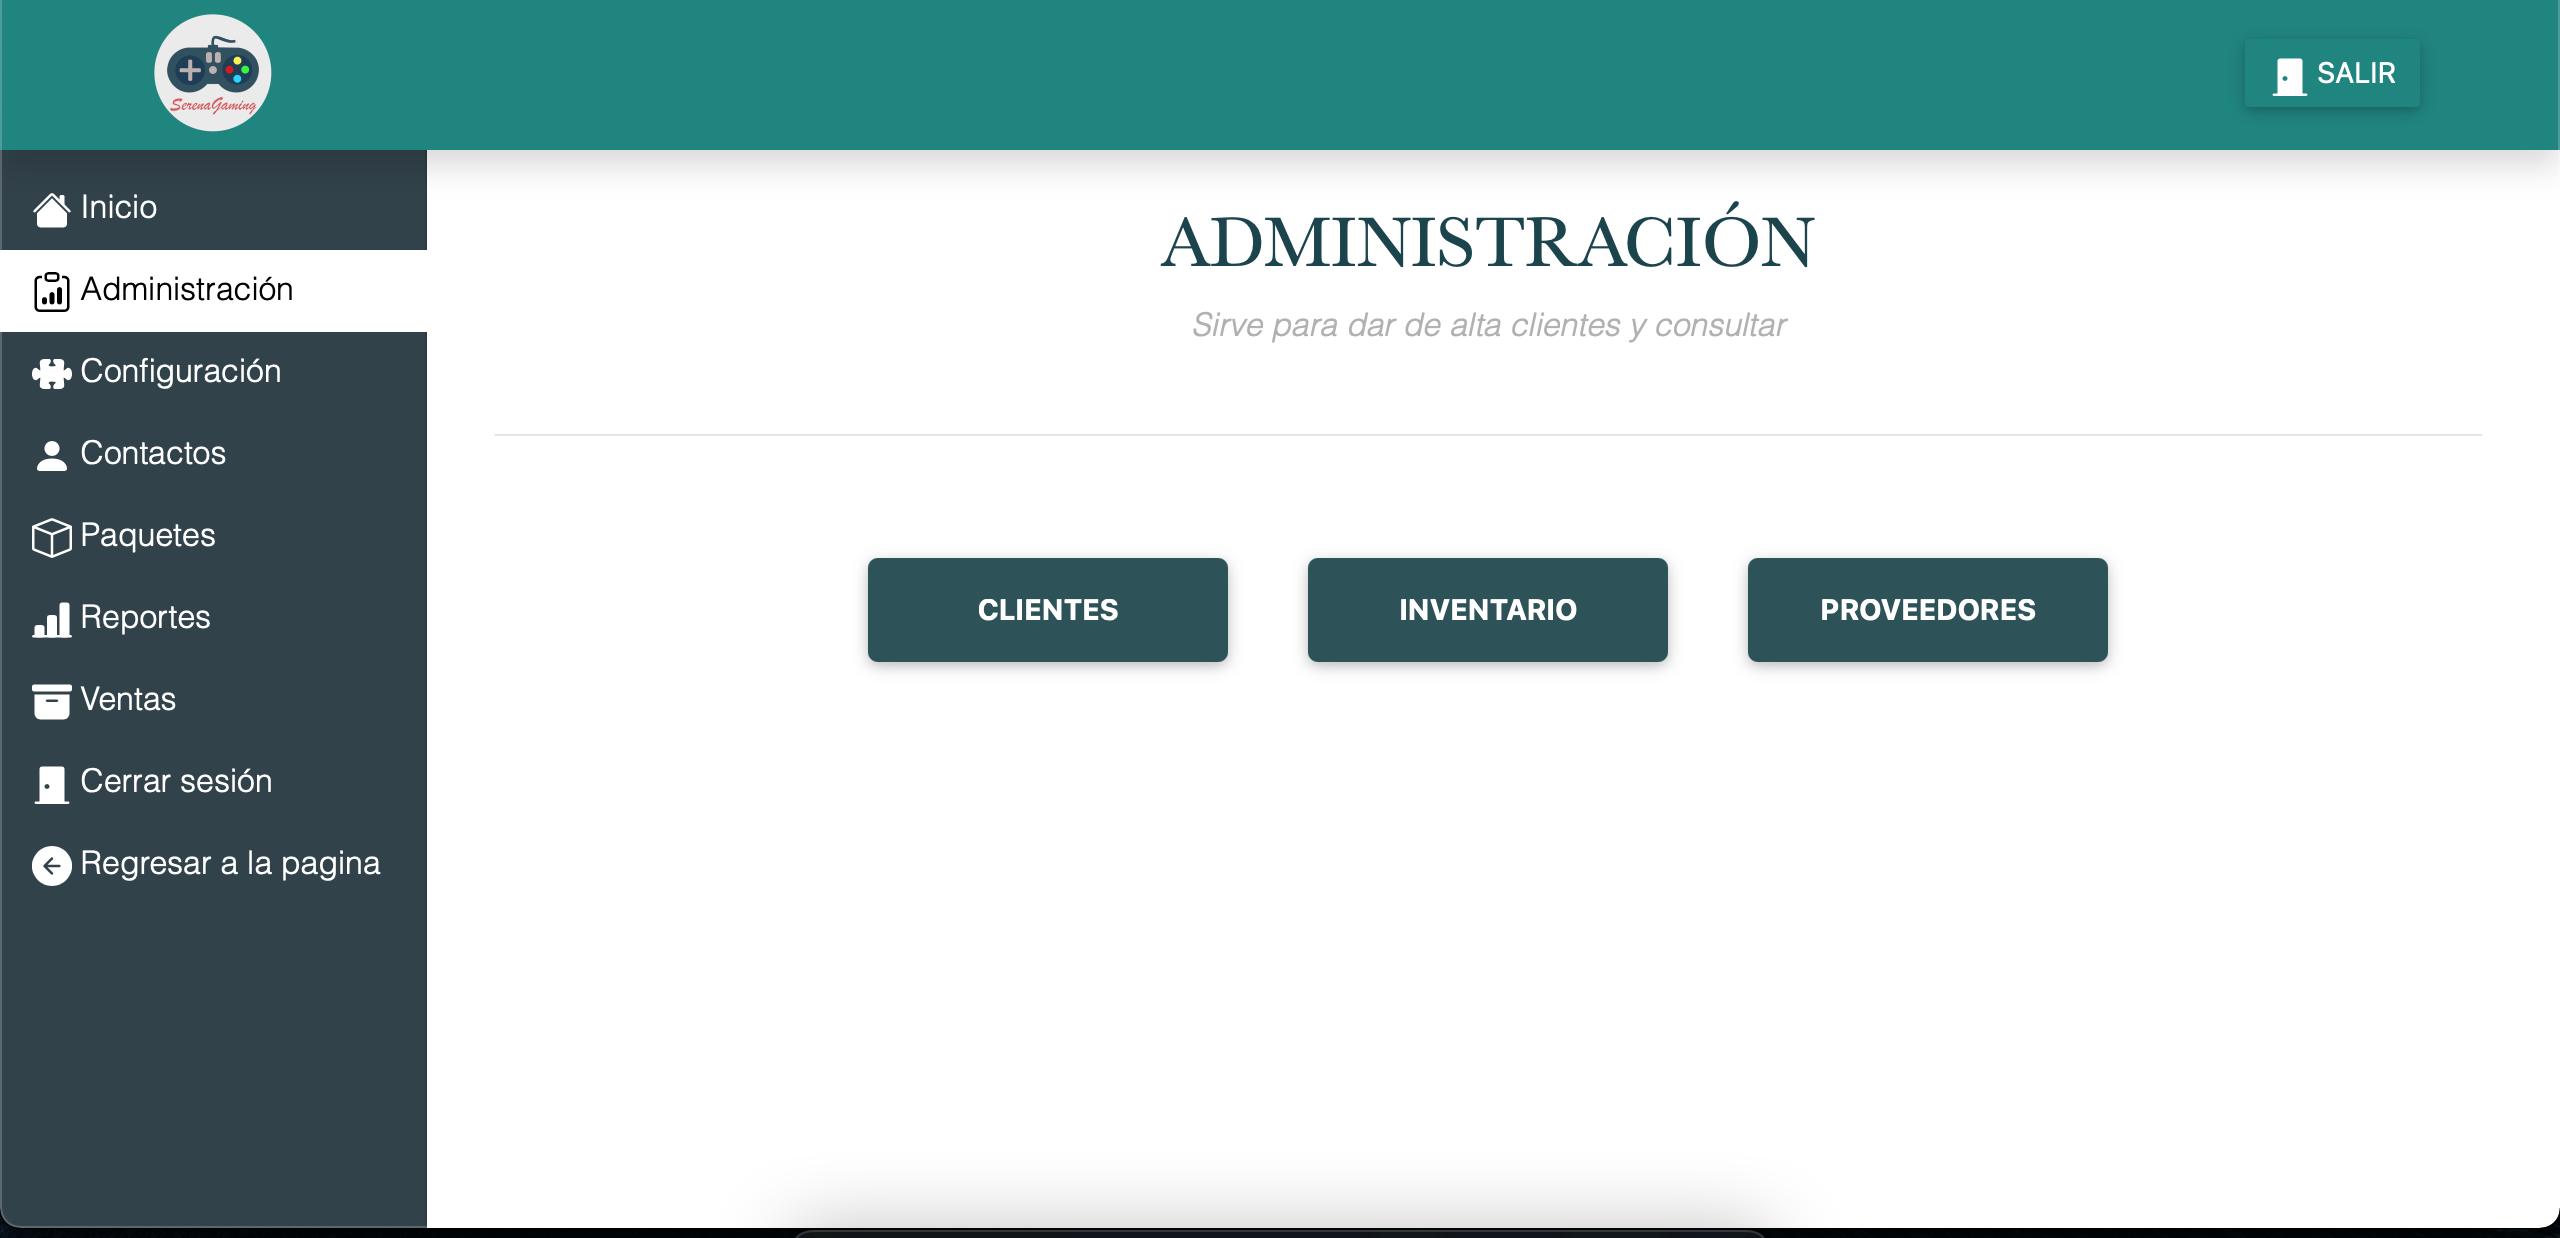 SerenaGaming
SALIR
Inicio
Administración
Configuración
Contactos
Paquetes
Reportes
Ventas
Cerrar sesión
Regresar a la pagina
ADMINISTRACIÓN
Sirve para dar de alta clientes y consultar
CLIENTES
INVENTARIO
PROVEEDORES